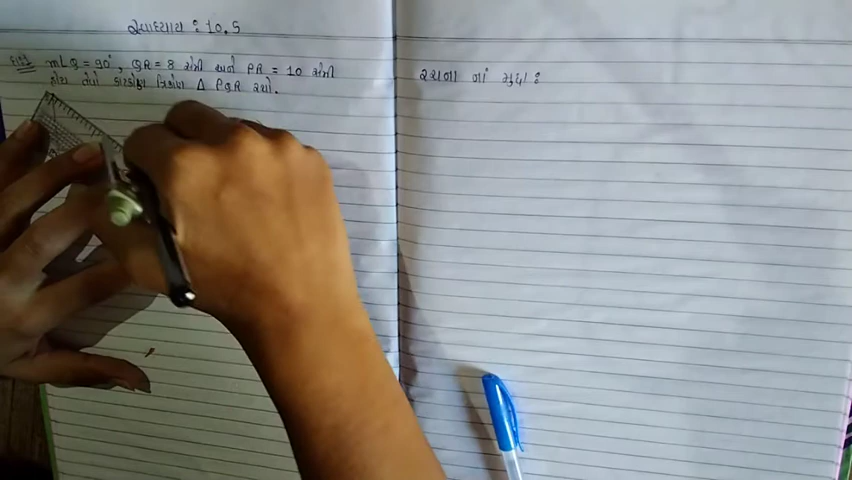 સ્વાધ્યાય : 10.5
m∠Q = 90°, QR = 8 સેમી અને PR = 10 સેમી
હોય તેવો કાટકોણ ત્રિકોણ Δ PQR રચો.
રચના નાં મુદ્દા :